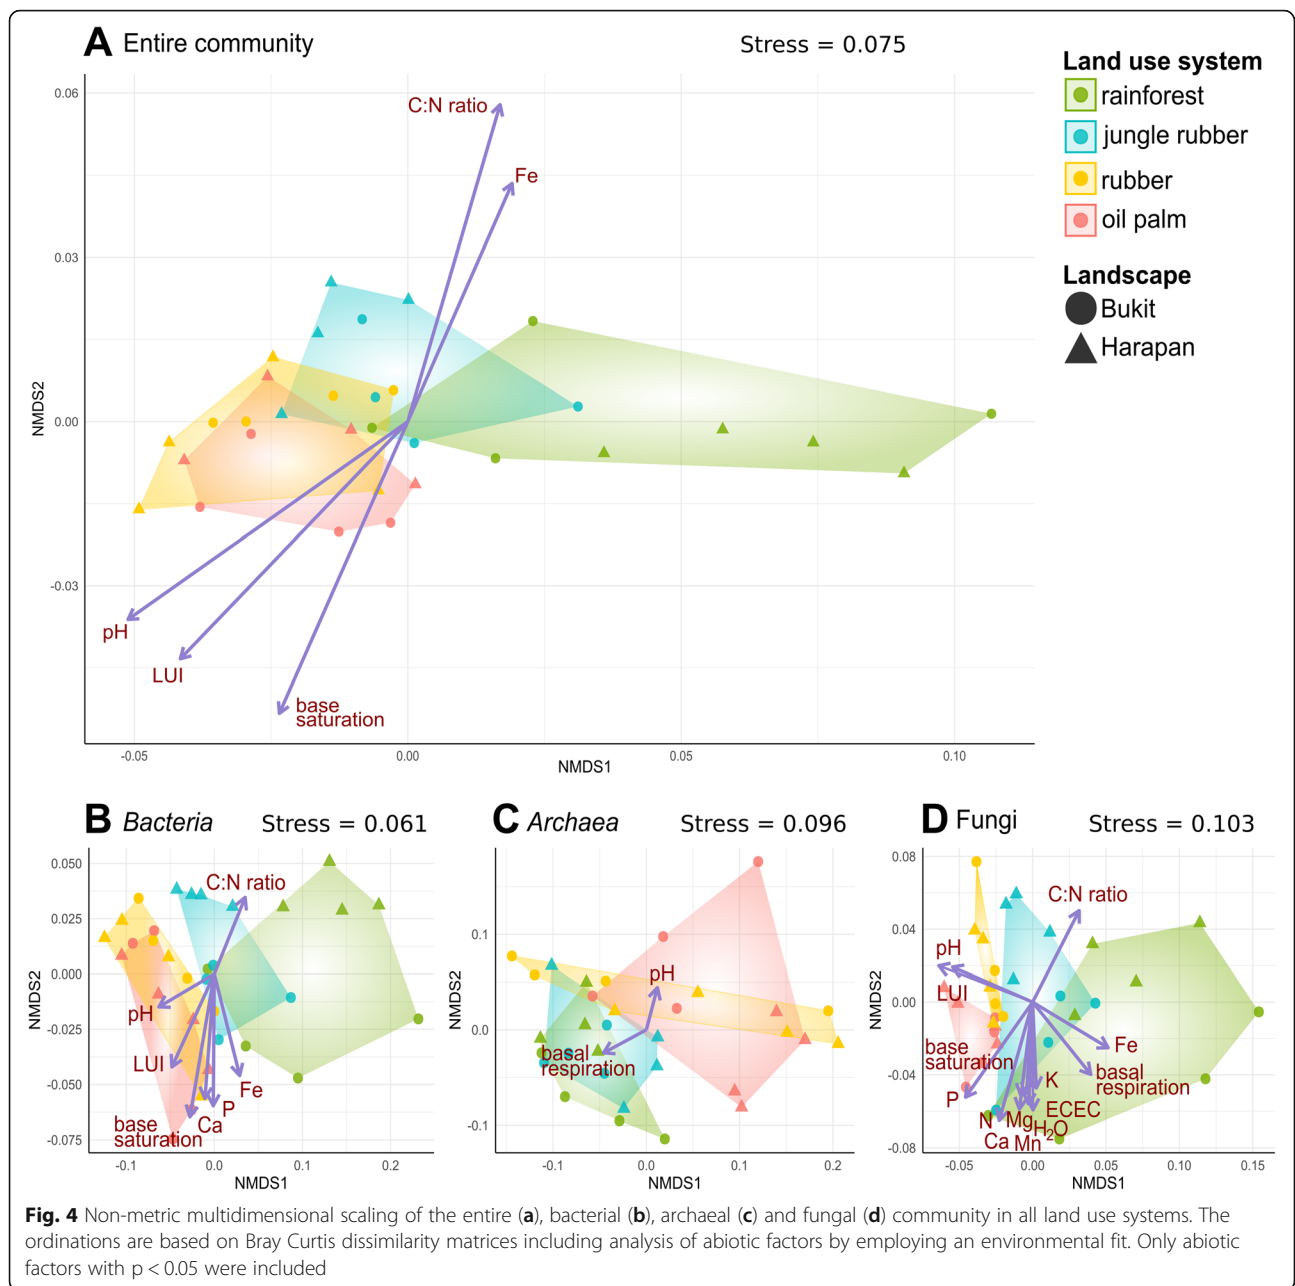 A Entire community
Stress = 0.075
0.06
0.03
0.00
-0.03
NMDS2
C:N ratio
Fe
pH
LUI
base
saturation
-0.05
0.00
0.05
0.10
NMDS1
Land use system
rainforest
jungle rubber
rubber
oil palm
Landscape
Bukit
Harapan
B Bacteria
Stress = 0.061
0.050
0.025
0.000
-0.025
-0.050
-0.075
NMDS2
C:N ratio
pH
LUI
Fe
P
Ca
base
saturation
-0.1
0.0
0.1
0.2
NMDS1
C Archaea
Stress = 0.096
0.1
0.0
-0.1
NMDS2
pH
basal
respiration
-0.1
0.0
0.1
0.2
NMDS1
D Fungi
Stress = 0.103
0.08
0.04
0.00
-0.04
-0.08
NMDS2
C:N ratio
pH
LUI
Fe
base
saturation
basal
respiration
K
P
ECEC
N
Mg
H2O
Ca
Mn
-0.05
0.00
0.05
0.10
0.15
NMDS1
Fig. 4 Non-metric multidimensional scaling of the entire (a), bacterial (b), archaeal (c) and fungal (d) community in all land use systems. The
ordinations are based on Bray Curtis dissimilarity matrices including analysis of abiotic factors by employing an environmental fit. Only abiotic
factors with p < 0.05 were included